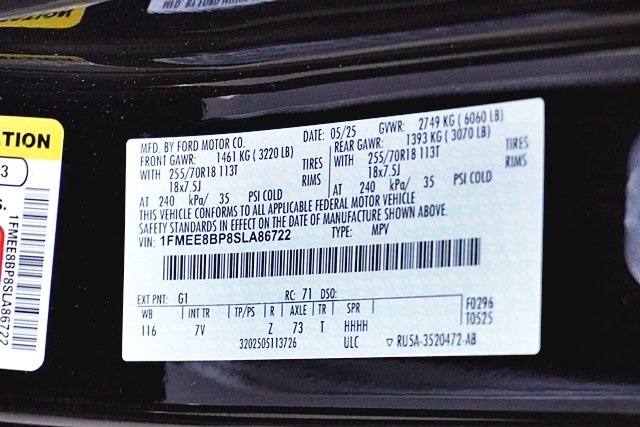 MFD. BY FORD MOTOR CO. DATE: 05/25 GVWR: 2749 KG ( 6060 LB)
FRONT GAWR: 1461 KG ( 3220 LB) REAR GAWR: 1393 KG ( 3070 LB)
WITH 255/70R18 113T TIRES WITH 255/70R18 113T TIRES
18x7.5J RIMS 18x7.5J RIMS
AT 240 kPa/ 35 PSI COLD AT 240 kPa/ 35 PSI COLD
THIS VEHICLE CONFORMS TO ALL APPLICABLE FEDERAL MOTOR VEHICLE
SAFETY STANDARDS IN EFFECT ON THE DATE OF MANUFACTURE SHOWN ABOVE.
VIN: 1FMEE8BP8SLA86722 TYPE: MPV
EXT PNT: G1 RC: 71 DSO: F0296
WB INT TR TP/PS R AXLE TR SPR T0525
116 7V Z 73 T HHHH
3202505113726 ULC ▽ RU5A-3520472-AB
TION
3
S.
1FMEE8BP8SLA86722